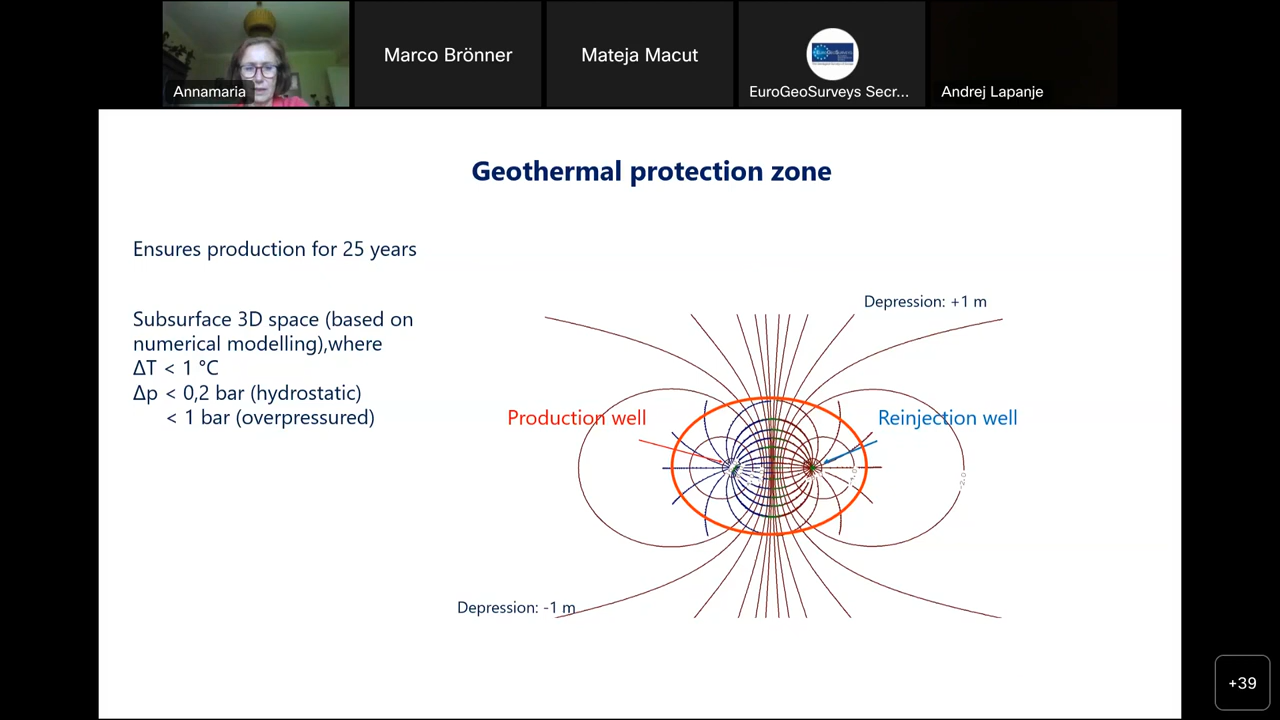 Annamaria
Marco Brönner
Mateja Macut
EuroGeoSurveys Secr...
Andrej Lapanje
Geothermal protection zone
Ensures production for 25 years
Subsurface 3D space (based on
numerical modelling),where
ΔT < 1 °C
Δp < 0,2 bar (hydrostatic)
< 1 bar (overpressured)
Depression: +1 m
Production well
Reinjection well
Depression: -1 m
+39